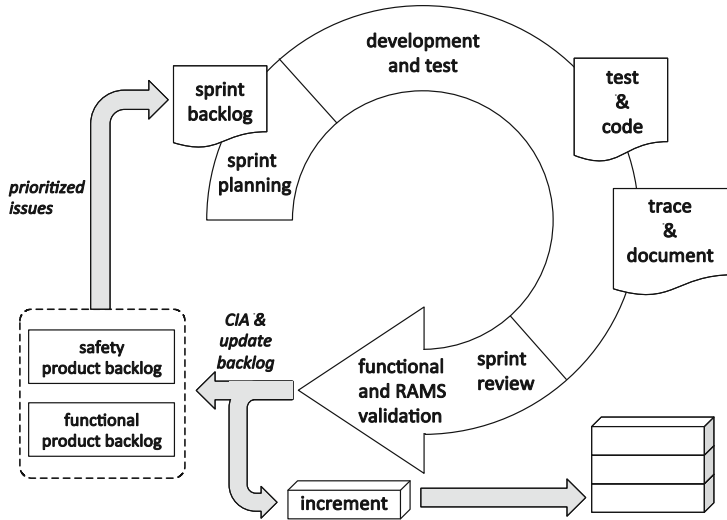 development
and test
test
&
code
sprint
backlog
sprint
planning
prioritized
issues
trace
&
document
CIA &
update
backlog
safety
product backlog
functional
product backlog
functional
and RAMS
validation
sprint
review
increment